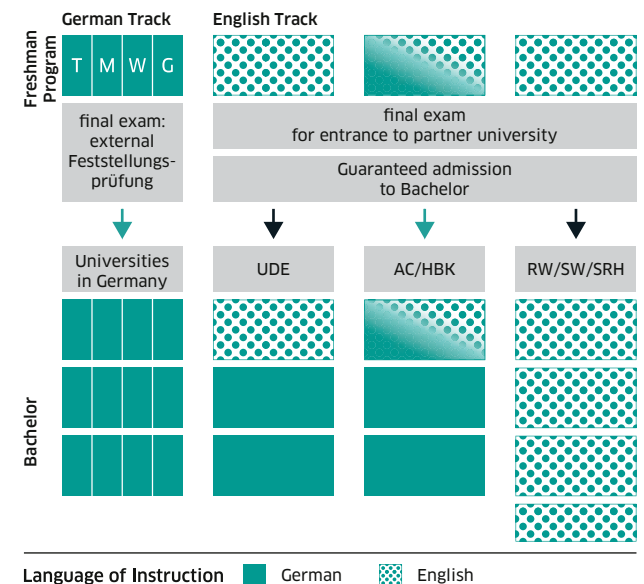 German Track
English Track
Freshman
Program
T M W G
final exam:
external
Feststellungs-
prüfung
final exam
for entrance to partner university
Guaranteed admission
to Bachelor
Universities
in Germany
UDE
AC/HBK
RW/SW/SRH
Bachelor
Language of Instruction
German
English